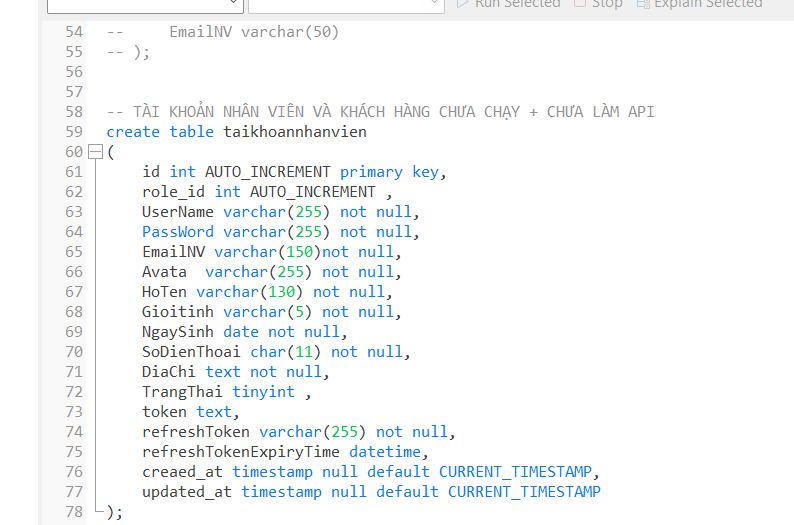 Run Selected Stop Explain Selected
54 -- EmailNV varchar(50)
55 -- );
56
57
58 -- TÀI KHOẢN NHÂN VIÊN VÀ KHÁCH HÀNG CHƯA CHẠY + CHƯA LÀM API
59 create table taikhoannhanvien
60 (
61 id int AUTO_INCREMENT primary key,
62 role_id int AUTO_INCREMENT ,
63 UserName varchar(255) not null,
64 PassWord varchar(255) not null,
65 EmailNV varchar(150)not null,
66 Avata  varchar(255) not null,
67 HoTen varchar(130) not null,
68 Gioitinh varchar(5) not null,
69 NgaySinh date not null,
70 SoDienThoai char(11) not null,
71 DiaChi text not null,
72 TrangThai tinyint ,
73 token text,
74 refreshToken varchar(255) not null,
75 refreshTokenExpiryTime datetime,
76 creaed_at timestamp null default CURRENT_TIMESTAMP,
77 updated_at timestamp null default CURRENT_TIMESTAMP
78 );